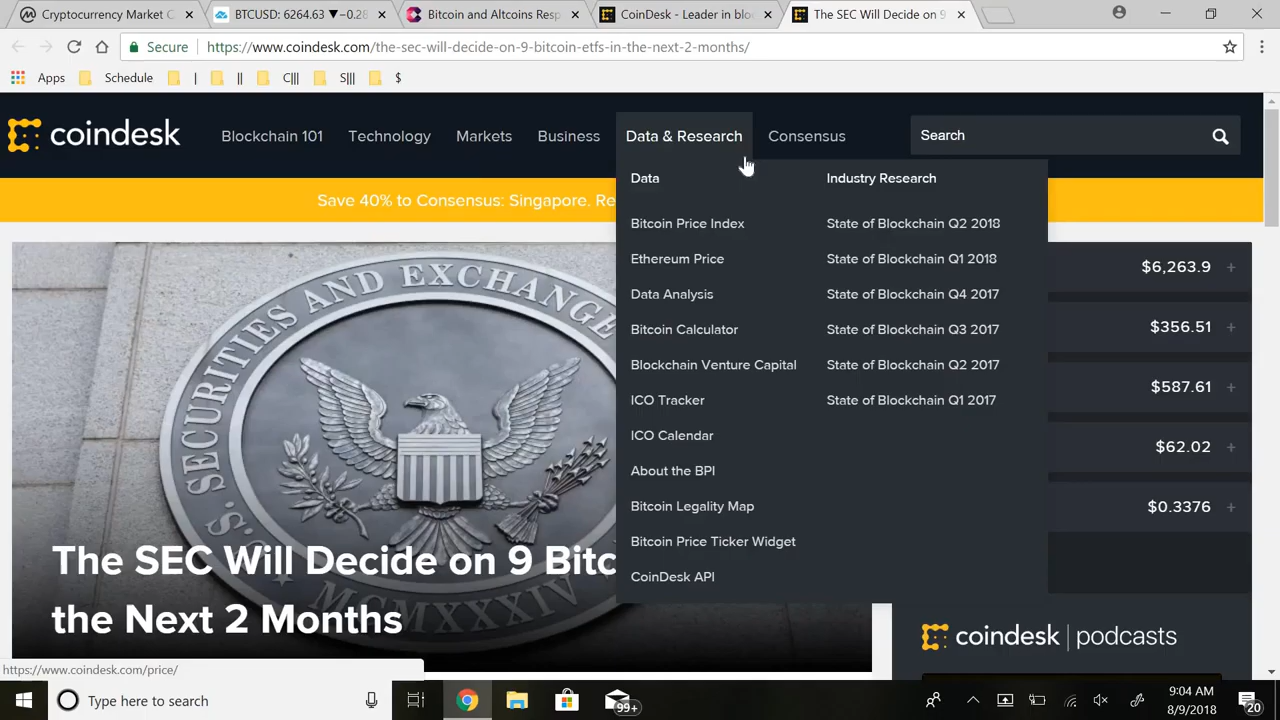 Cryptocurrency Market C
BTCUSD: 6264.63 ▼ -0.28
Bitcoin and Altcoins Resp
CoinDesk - Leader in bloc
The SEC Will Decide on 9
Secure
https://www.coindesk.com/the-sec-will-decide-on-9-bitcoin-etfs-in-the-next-2-months/
Apps Schedule | || C||| S||| $
coindesk
Blockchain 101
Technology
Markets
Business
Data & Research
Consensus
Search
Save 40% to Consensus: Singapore. Re
Data
Bitcoin Price Index
Ethereum Price
Data Analysis
Bitcoin Calculator
Blockchain Venture Capital
ICO Tracker
ICO Calendar
About the BPI
Bitcoin Legality Map
Bitcoin Price Ticker Widget
CoinDesk API
Industry Research
State of Blockchain Q2 2018
State of Blockchain Q1 2018
State of Blockchain Q4 2017
State of Blockchain Q3 2017
State of Blockchain Q2 2017
State of Blockchain Q1 2017
$6,263.9 +
$356.51 +
$587.61 +
$62.02 +
$0.3376 +
U.S. SECURITIES AND EXCHANGE
MCMXXXIV
The SEC Will Decide on 9 Bitc
the Next 2 Months
coindesk | podcasts
https://www.coindesk.com/price/
Type here to search
99+
9:04 AM
8/9/2018
20